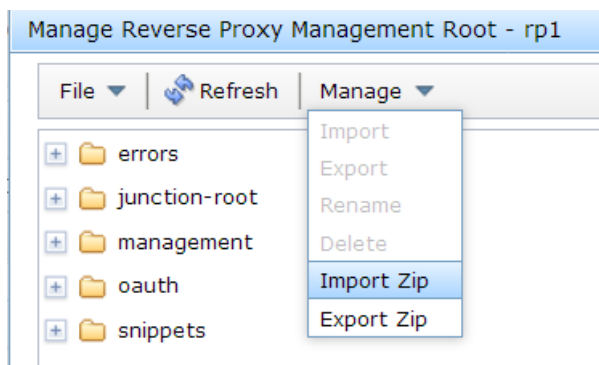 Manage Reverse Proxy Management Root - rp1
File Refresh Manage
Import
errors
Export
junction-root
Rename
management
Delete
oauth
Import Zip
snippets
Export Zip